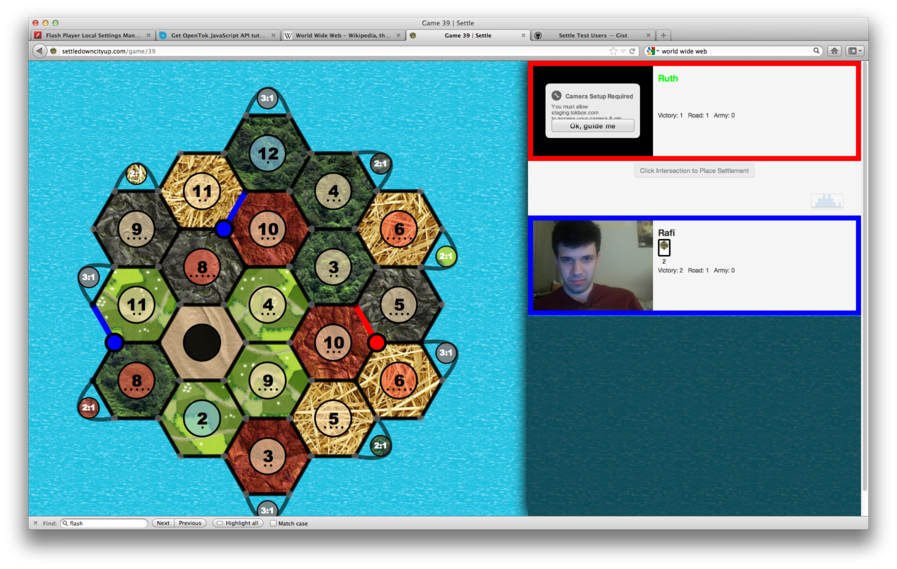 Game 39 | Settle
Flash Player Local Settings Man...
Get OpenTok JavaScript API tut...
World Wide Web – Wikipedia, th...
Game 39 | Settle
Settle Test Users — Gist
settledowncityup.com/game/39
world wide web
3:1
12
2:1
11
4
2:1
9
10
6
8
3
2:1
3:1
11
4
5
10
3:1
8
9
6
2:1
2
5
2:1
3
3:1
Camera Setup Required
You must allow
staging.tokbox.com
Ok, guide me
Ruth
Victory: 1 Road: 1 Army: 0
Click Intersection to Place Settlement
Rafi
2
Victory: 2 Road: 1 Army: 0
Find:
flash
Next
Previous
Highlight all
Match case